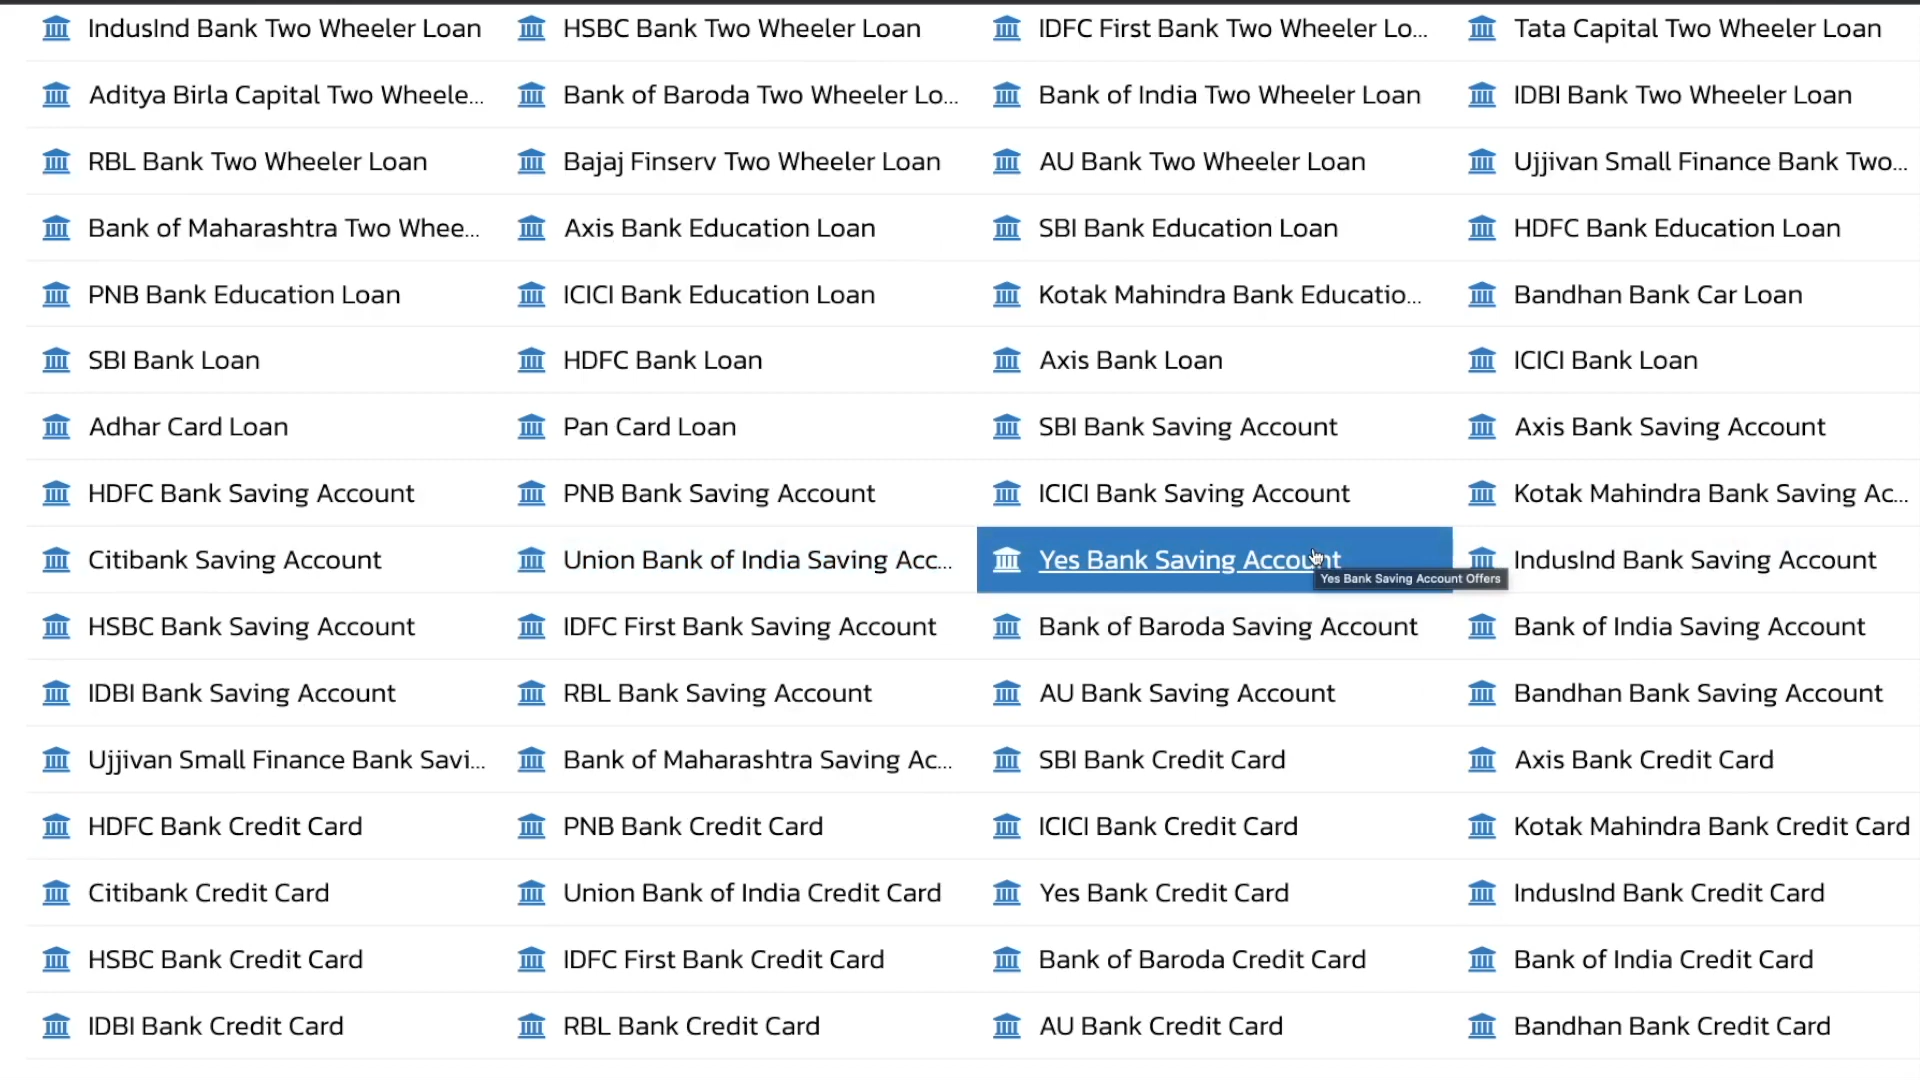 IndusInd Bank Two Wheeler Loan
HSBC Bank Two Wheeler Loan
IDFC First Bank Two Wheeler Lo...
Tata Capital Two Wheeler Loan
Aditya Birla Capital Two Wheele...
Bank of Baroda Two Wheeler Lo...
Bank of India Two Wheeler Loan
IDBI Bank Two Wheeler Loan
RBL Bank Two Wheeler Loan
Bajaj Finserv Two Wheeler Loan
AU Bank Two Wheeler Loan
Ujjivan Small Finance Bank Two...
Bank of Maharashtra Two Whee...
Axis Bank Education Loan
SBI Bank Education Loan
HDFC Bank Education Loan
PNB Bank Education Loan
ICICI Bank Education Loan
Kotak Mahindra Bank Educatio...
Bandhan Bank Car Loan
SBI Bank Loan
HDFC Bank Loan
Axis Bank Loan
ICICI Bank Loan
Adhar Card Loan
Pan Card Loan
SBI Bank Saving Account
Axis Bank Saving Account
HDFC Bank Saving Account
PNB Bank Saving Account
ICICI Bank Saving Account
Kotak Mahindra Bank Saving Ac...
Citibank Saving Account
Union Bank of India Saving Acc...
Yes Bank Saving Account
Yes Bank Saving Account Offers
IndusInd Bank Saving Account
HSBC Bank Saving Account
IDFC First Bank Saving Account
Bank of Baroda Saving Account
Bank of India Saving Account
IDBI Bank Saving Account
RBL Bank Saving Account
AU Bank Saving Account
Bandhan Bank Saving Account
Ujjivan Small Finance Bank Savi...
Bank of Maharashtra Saving Ac...
SBI Bank Credit Card
Axis Bank Credit Card
HDFC Bank Credit Card
PNB Bank Credit Card
ICICI Bank Credit Card
Kotak Mahindra Bank Credit Card
Citibank Credit Card
Union Bank of India Credit Card
Yes Bank Credit Card
IndusInd Bank Credit Card
HSBC Bank Credit Card
IDFC First Bank Credit Card
Bank of Baroda Credit Card
Bank of India Credit Card
IDBI Bank Credit Card
RBL Bank Credit Card
AU Bank Credit Card
Bandhan Bank Credit Card